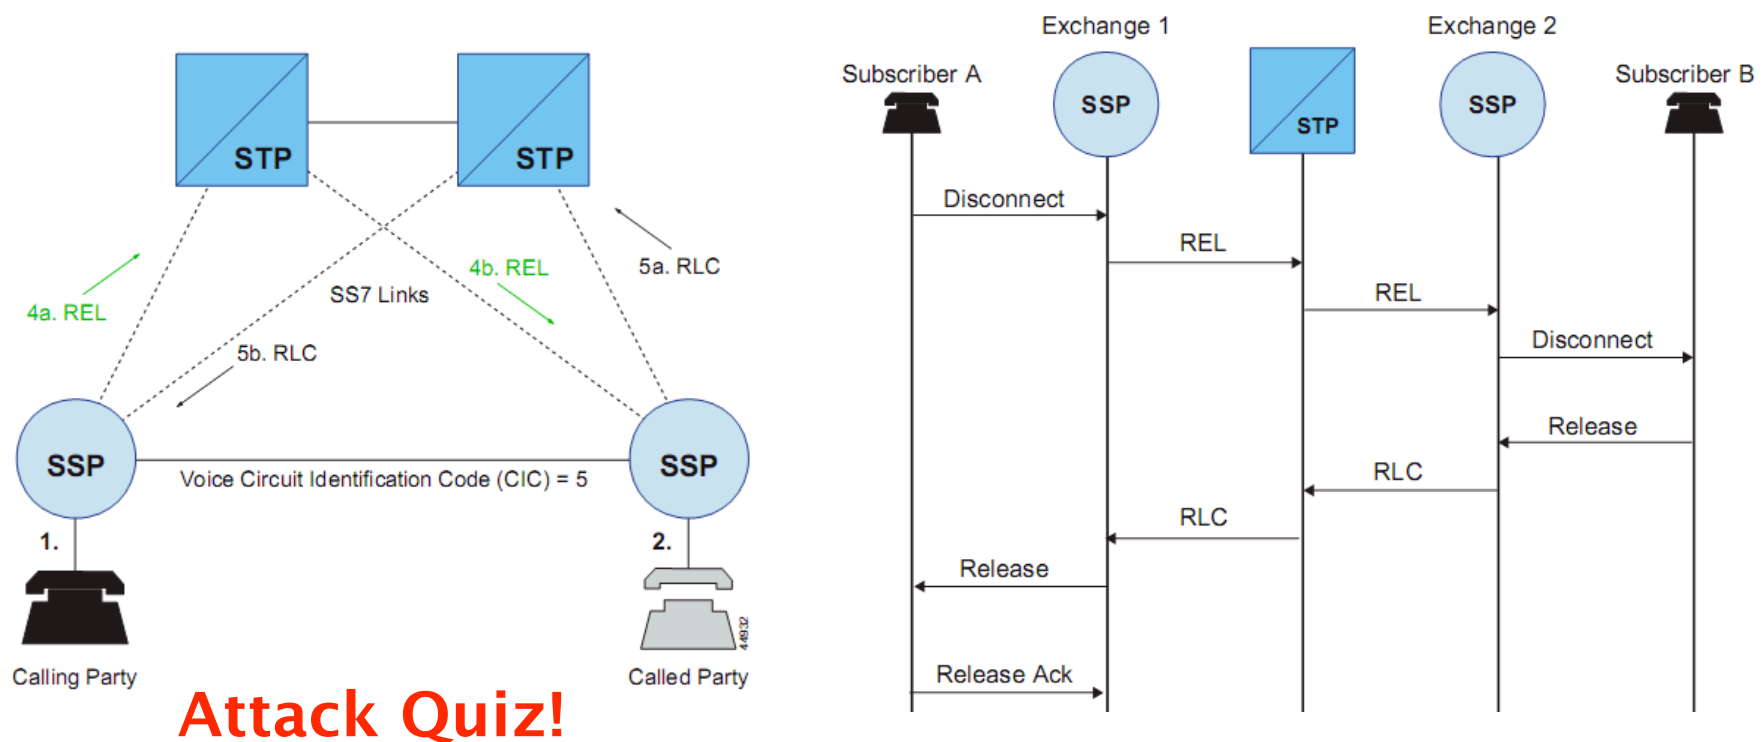 STP
STP
4a. REL
4b. REL
5a. RLC
SS7 Links
5b. RLC
SSP
SSP
Voice Circuit Identification Code (CIC) = 5
1.
2.
44932
Calling Party
Called Party
Attack Quiz!
Exchange 1
Exchange 2
Subscriber A
Subscriber B
SSP
STP
SSP
Disconnect
REL
REL
Disconnect
Release
RLC
RLC
Release
Release Ack